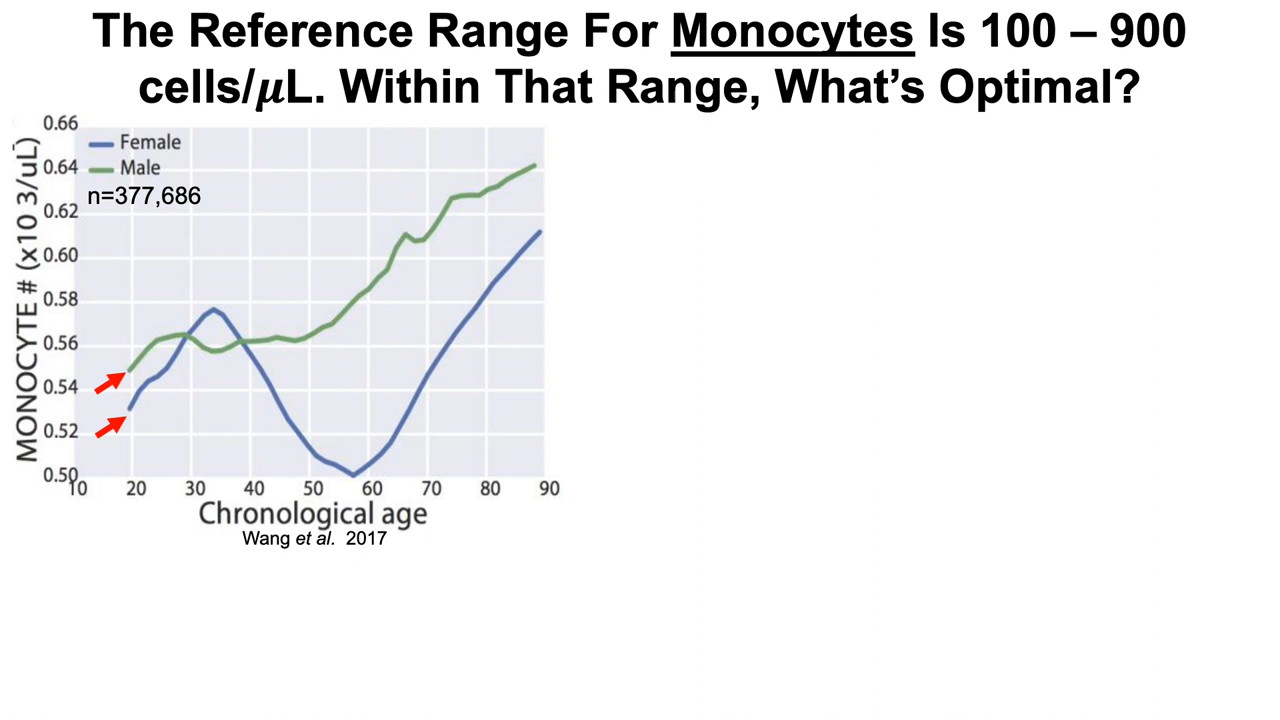 The Reference Range For Monocytes Is 100 – 900
cells/𝝁L. Within That Range, What’s Optimal?
MONOCYTE # (x10 3/uL)
0.66
0.64
0.62
0.60
0.58
0.56
0.54
0.52
0.50
Female
Male
n=377,686
10 20 30 40 50 60 70 80 90
Chronological age
Wang et al. 2017